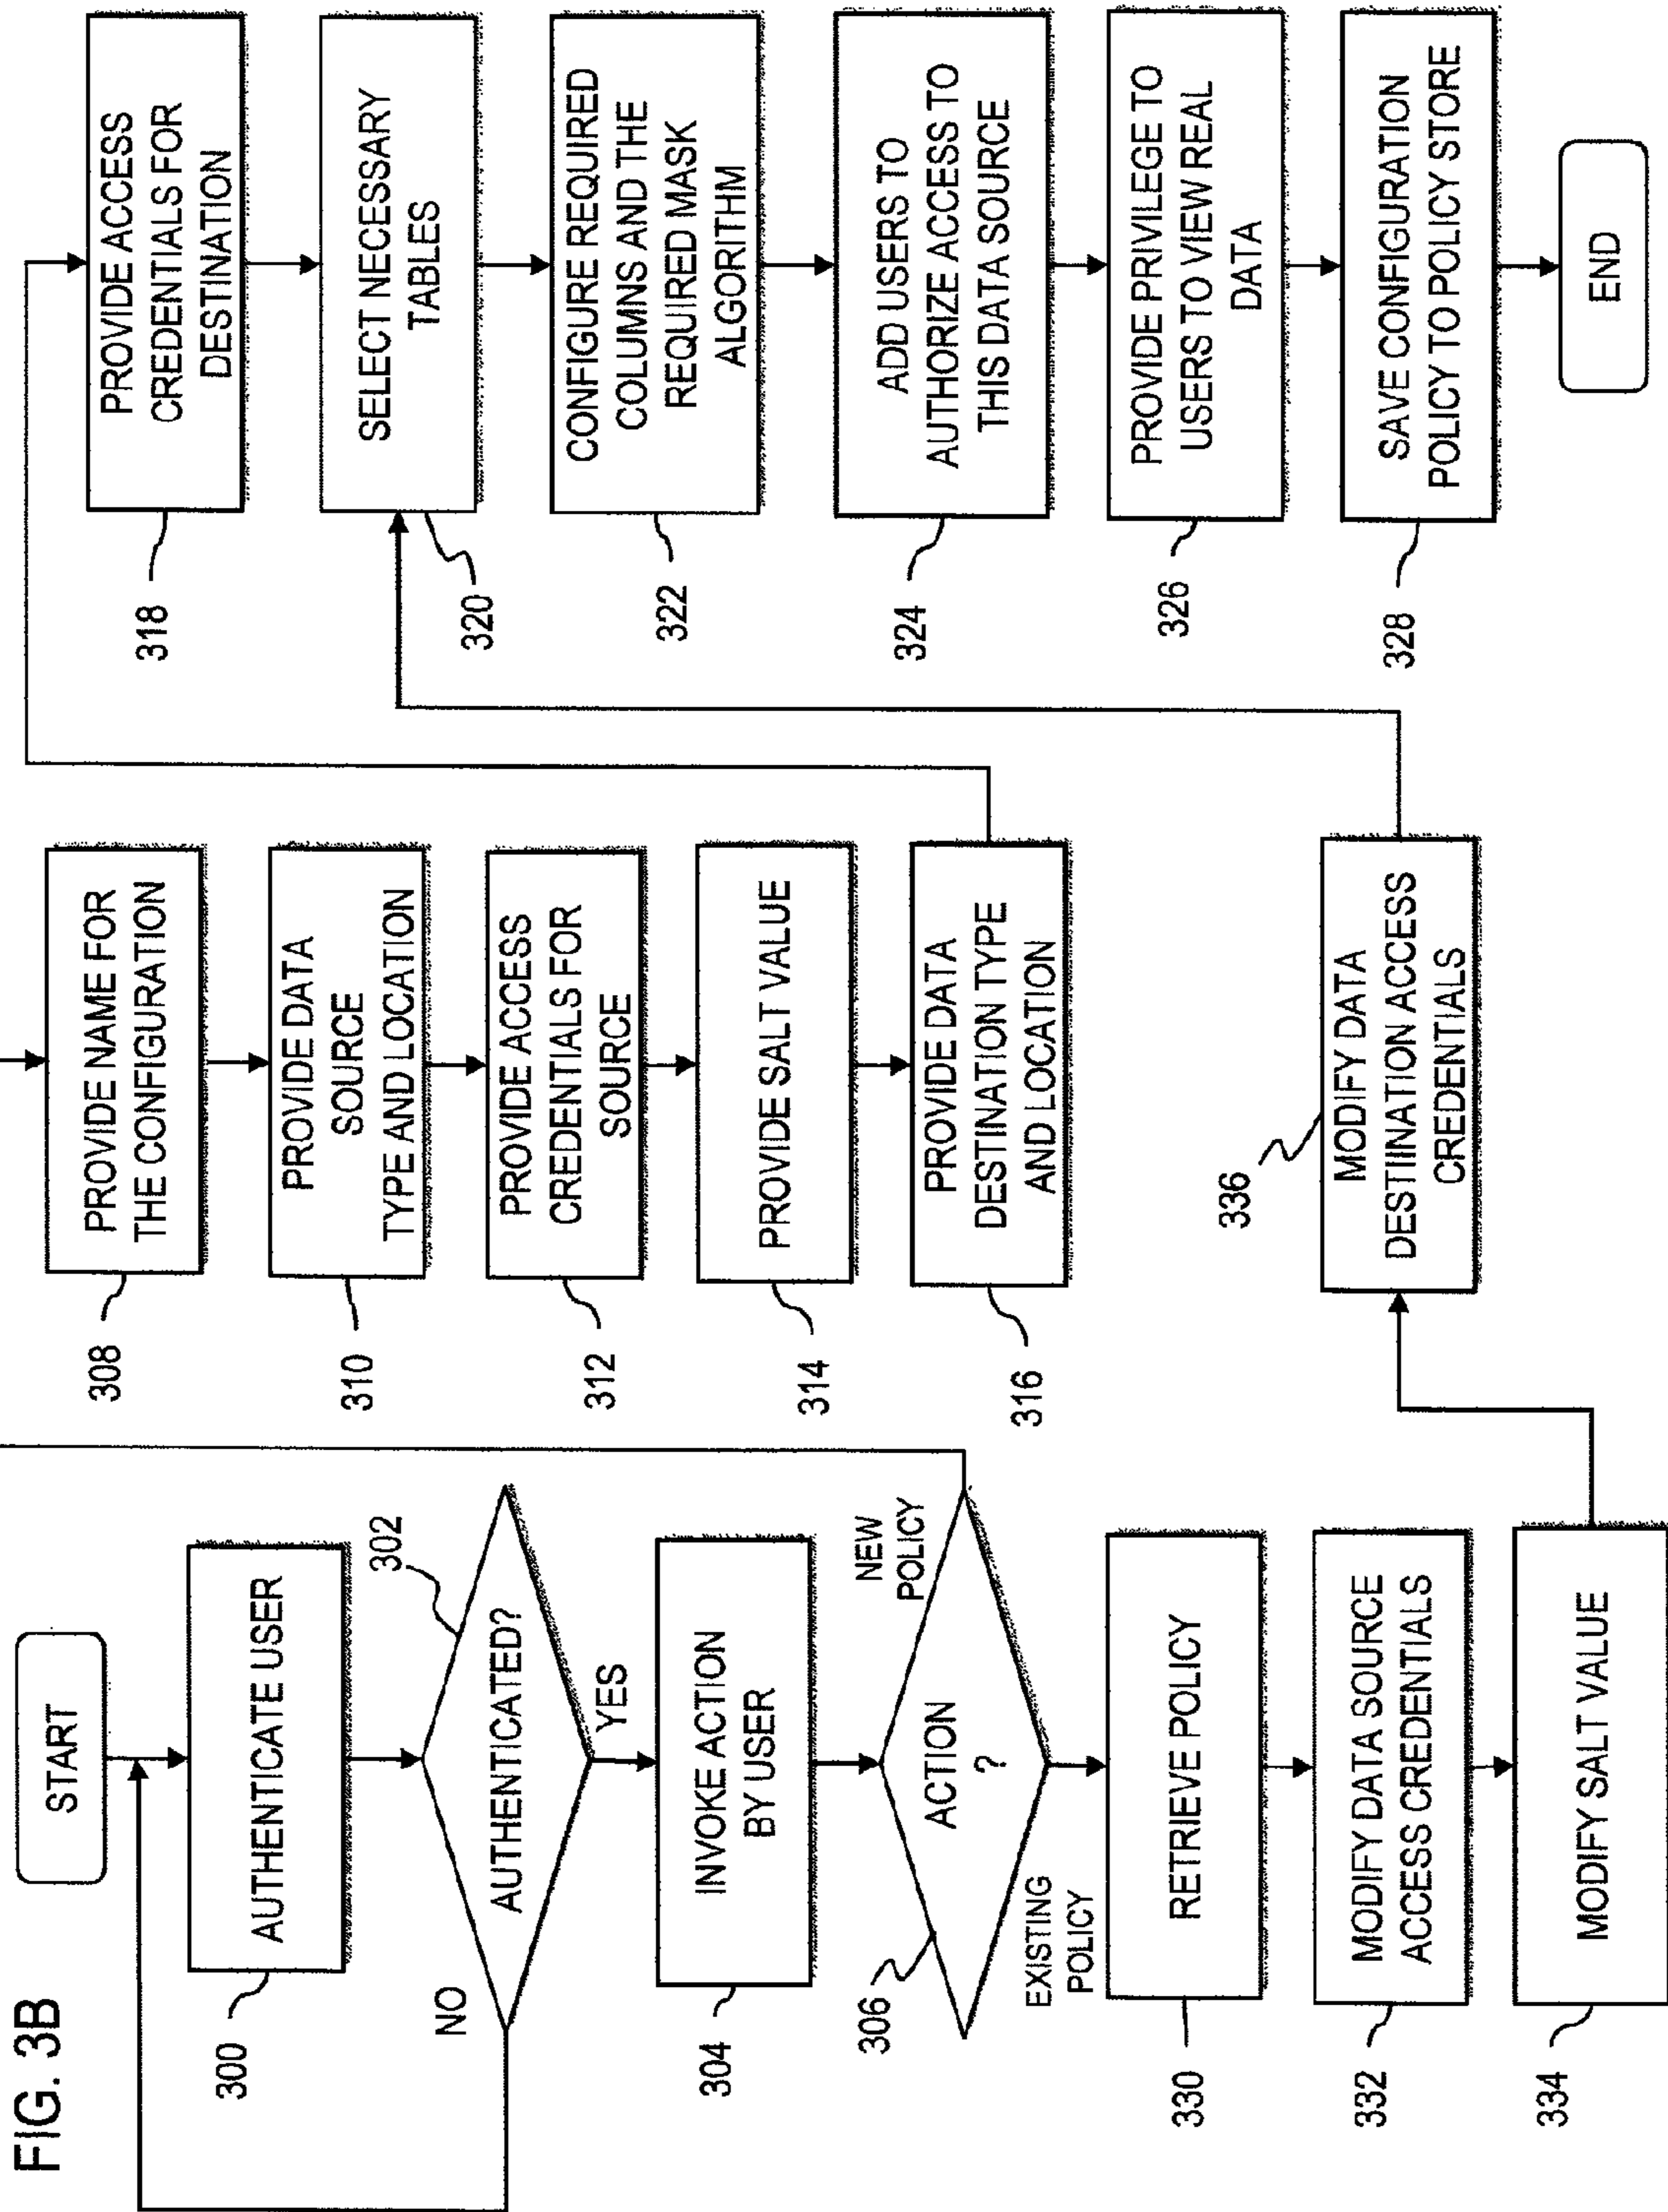 FIG. 3B
START
AUTHENTICATE USER
300
AUTHENTICATED?
302
NO
YES
INVOKE ACTION
BY USER
304
ACTION
?
306
NEW
POLICY
EXISTING
POLICY
RETRIEVE POLICY
330
MODIFY DATA SOURCE
ACCESS CREDENTIALS
332
MODIFY SALT VALUE
334
PROVIDE NAME FOR
THE CONFIGURATION
308
PROVIDE DATA
SOURCE
TYPE AND LOCATION
310
PROVIDE ACCESS
CREDENTIALS FOR
SOURCE
312
PROVIDE SALT VALUE
314
PROVIDE DATA
DESTINATION TYPE
AND LOCATION
316
MODIFY DATA
DESTINATION ACCESS
CREDENTIALS
336
PROVIDE ACCESS
CREDENTIALS FOR
DESTINATION
318
SELECT NECESSARY
TABLES
320
CONFIGURE REQUIRED
COLUMNS AND THE
REQUIRED MASK
ALGORITHM
322
ADD USERS TO
AUTHORIZE ACCESS TO
THIS DATA SOURCE
324
PROVIDE PRIVILEGE TO
USERS TO VIEW REAL
DATA
326
SAVE CONFIGURATION
POLICY TO POLICY STORE
328
END